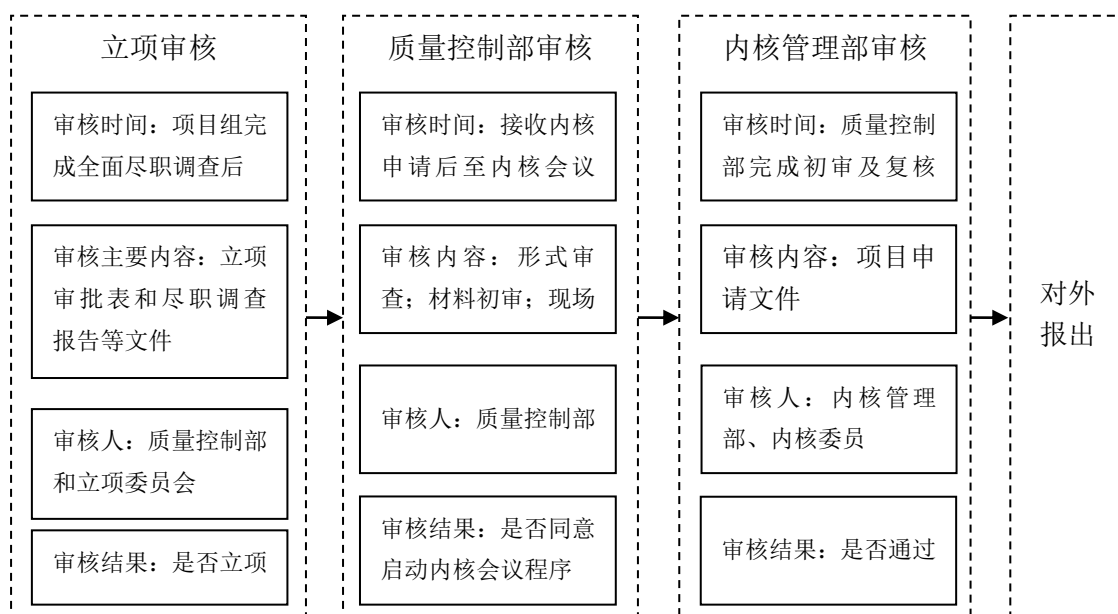 立项审核
审核时间：项目组完
成全面尽职调查后
审核主要内容：立项
审批表和尽职调查
报告等文件
审核人：质量控制部
和立项委员会
审核结果：是否立项
质量控制部审核
审核时间：接收内核
申请后至内核会议
审核内容：形式审
查；材料初审；现场
审核人：质量控制部
审核结果：是否同意
启动内核会议程序
内核管理部审核
审核时间：质量控制
部完成初审及复核
审核内容：项目申
请文件
审核人：内核管理
部、内核委员
审核结果：是否通过
对外
报出